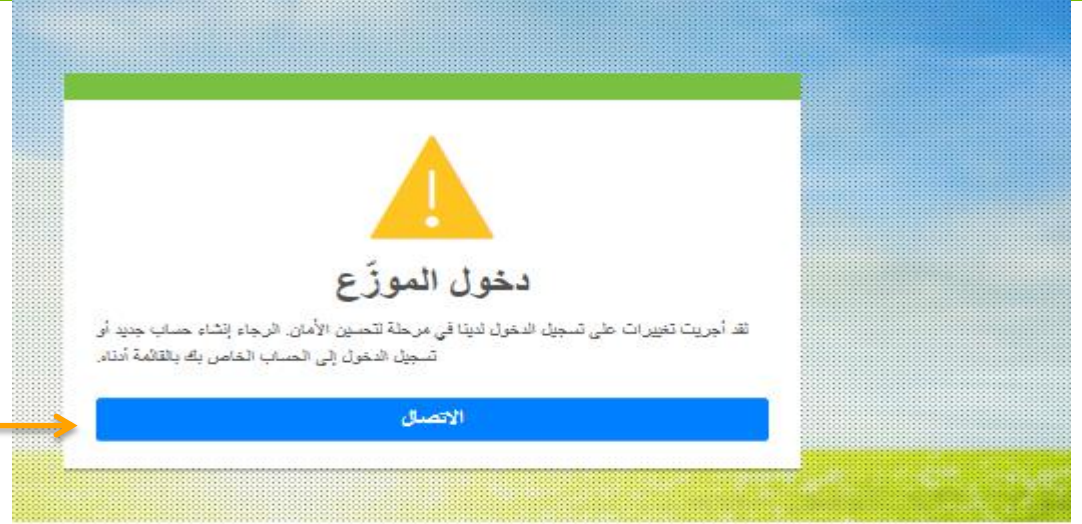 دخول الموزّع
لقد أجريت تغييرات على تسجيل الدخول لدينا في مرحلة لتحسين الأمان. الرجاء إنشاء حساب جديد أو
تسجيل الدخول إلى الحساب الخاص بك بالقائمة أدناه.
الاتصال